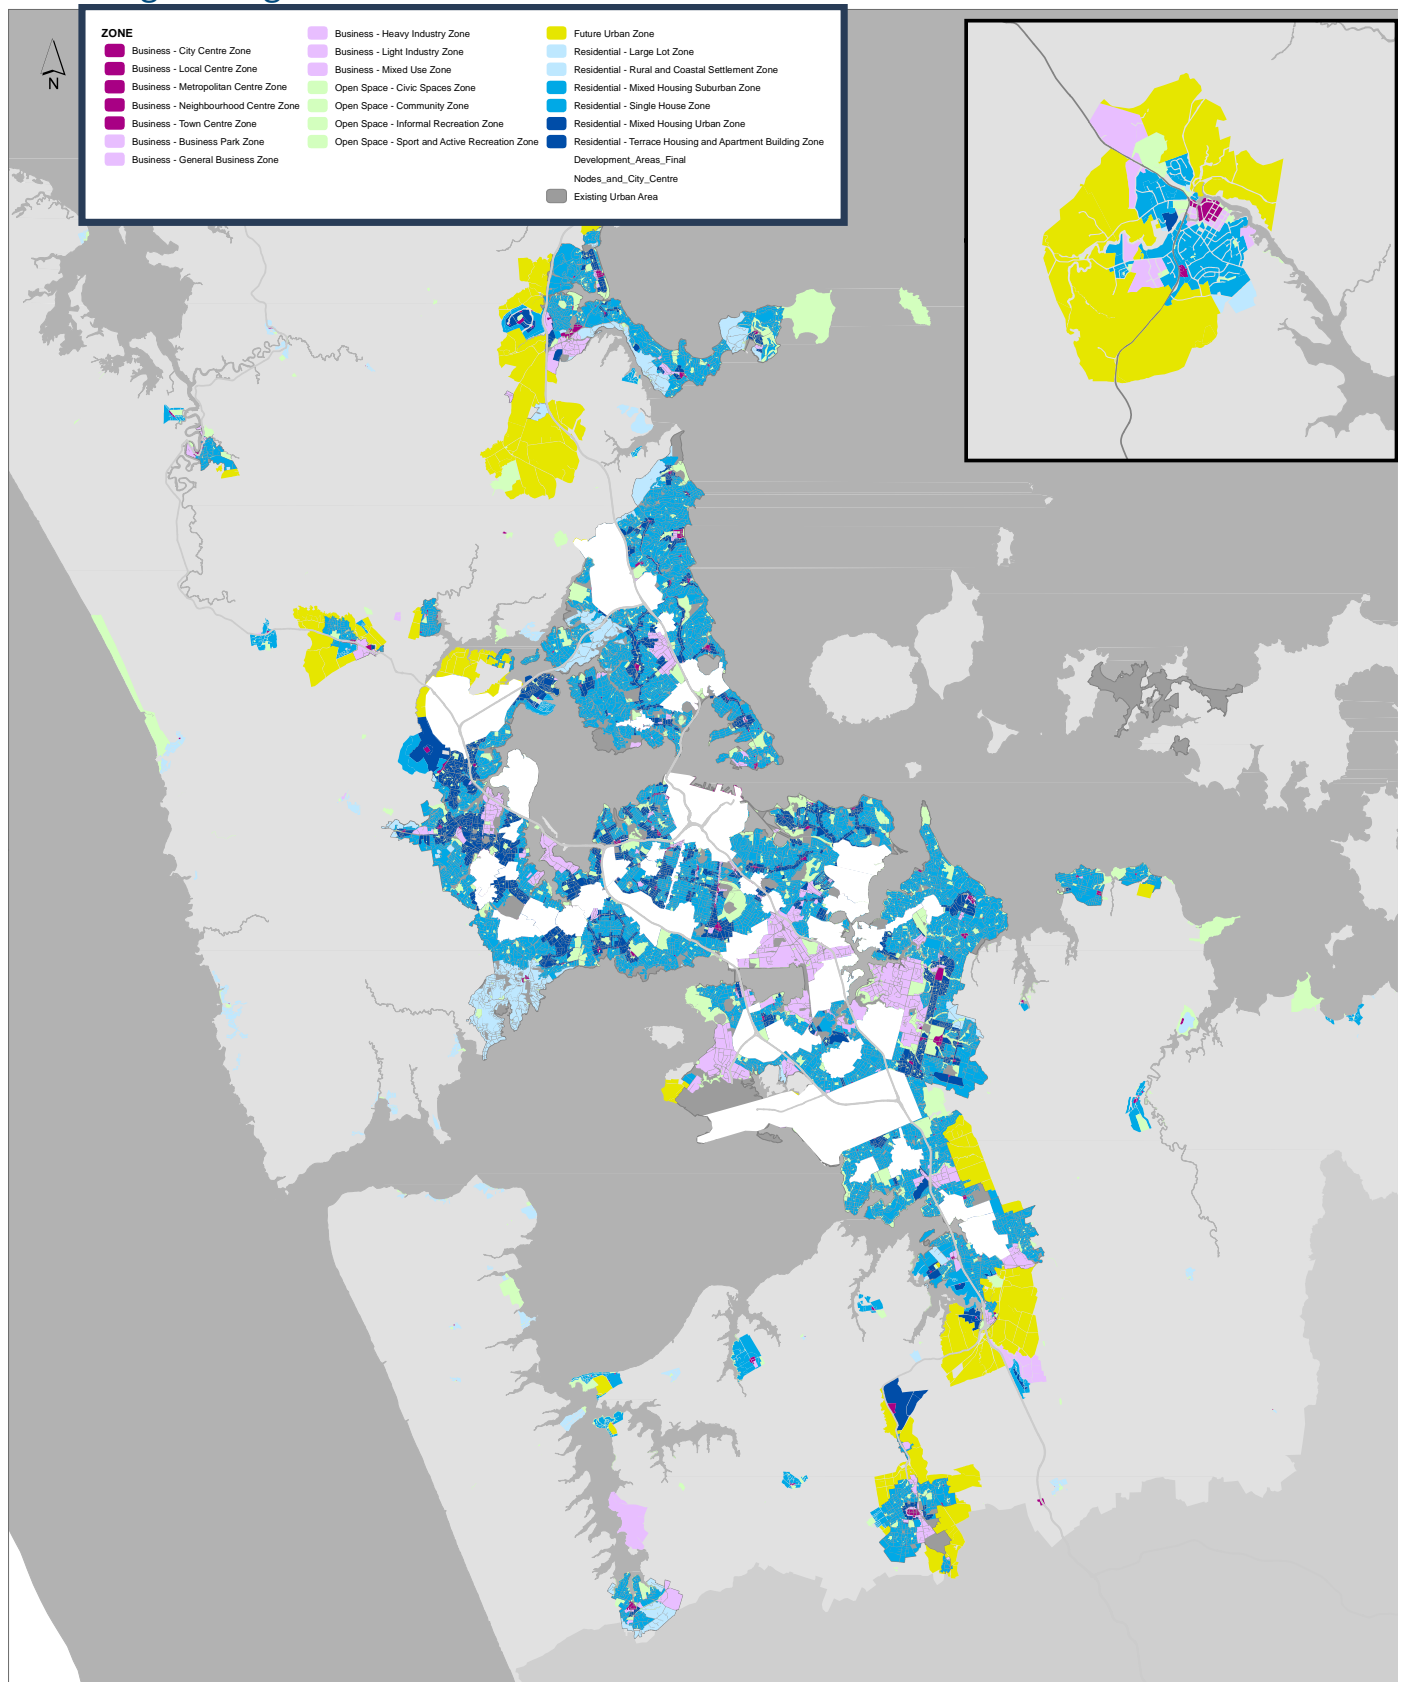 ZONE
Business - City Centre Zone
Business - Local Centre Zone
Business - Metropolitan Centre Zone
Business - Neighbourhood Centre Zone
Business - Town Centre Zone
Business - Business Park Zone
Business - General Business Zone
Business - Heavy Industry Zone
Business - Light Industry Zone
Business - Mixed Use Zone
Open Space - Civic Spaces Zone
Open Space - Community Zone
Open Space - Informal Recreation Zone
Open Space - Sport and Active Recreation Zone
Future Urban Zone
Residential - Large Lot Zone
Residential - Rural and Coastal Settlement Zone
Residential - Mixed Housing Suburban Zone
Residential - Single House Zone
Residential - Mixed Housing Urban Zone
Residential - Terrace Housing and Apartment Building Zone
Development_Areas_Final
Nodes_and_City_Centre
Existing Urban Area
N